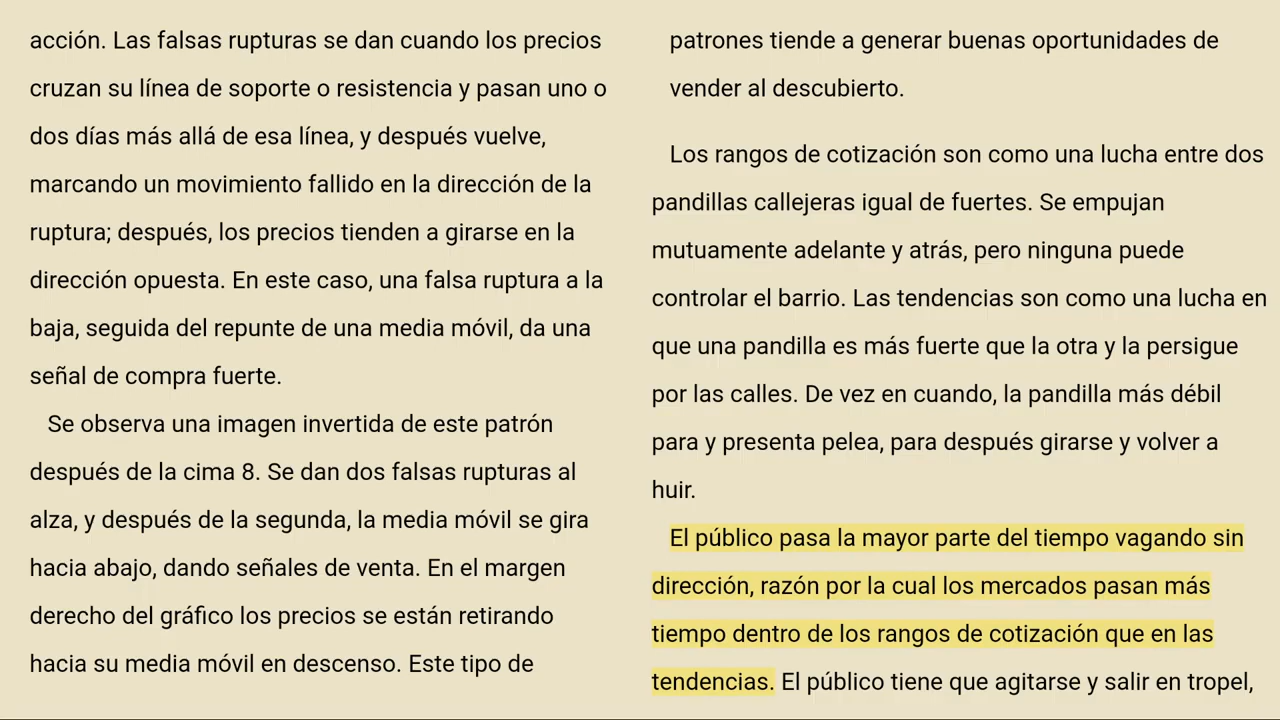 acción. Las falsas rupturas se dan cuando los precios
cruzan su línea de soporte o resistencia y pasan uno o
dos días más allá de esa línea, y después vuelve,
marcando un movimiento fallido en la dirección de la
ruptura; después, los precios tienden a girarse en la
dirección opuesta. En este caso, una falsa ruptura a la
baja, seguida del repunte de una media móvil, da una
señal de compra fuerte.
Se observa una imagen invertida de este patrón
después de la cima 8. Se dan dos falsas rupturas al
alza, y después de la segunda, la media móvil se gira
hacia abajo, dando señales de venta. En el margen
derecho del gráfico los precios se están retirando
hacia su media móvil en descenso. Este tipo de
patrones tiende a generar buenas oportunidades de
vender al descubierto.
Los rangos de cotización son como una lucha entre dos
pandillas callejeras igual de fuertes. Se empujan
mutuamente adelante y atrás, pero ninguna puede
controlar el barrio. Las tendencias son como una lucha en
que una pandilla es más fuerte que la otra y la persigue
por las calles. De vez en cuando, la pandilla más débil
para y presenta pelea, para después girarse y volver a
huir.
El público pasa la mayor parte del tiempo vagando sin
dirección, razón por la cual los mercados pasan más
tiempo dentro de los rangos de cotización que en las
tendencias. El público tiene que agitarse y salir en tropel,